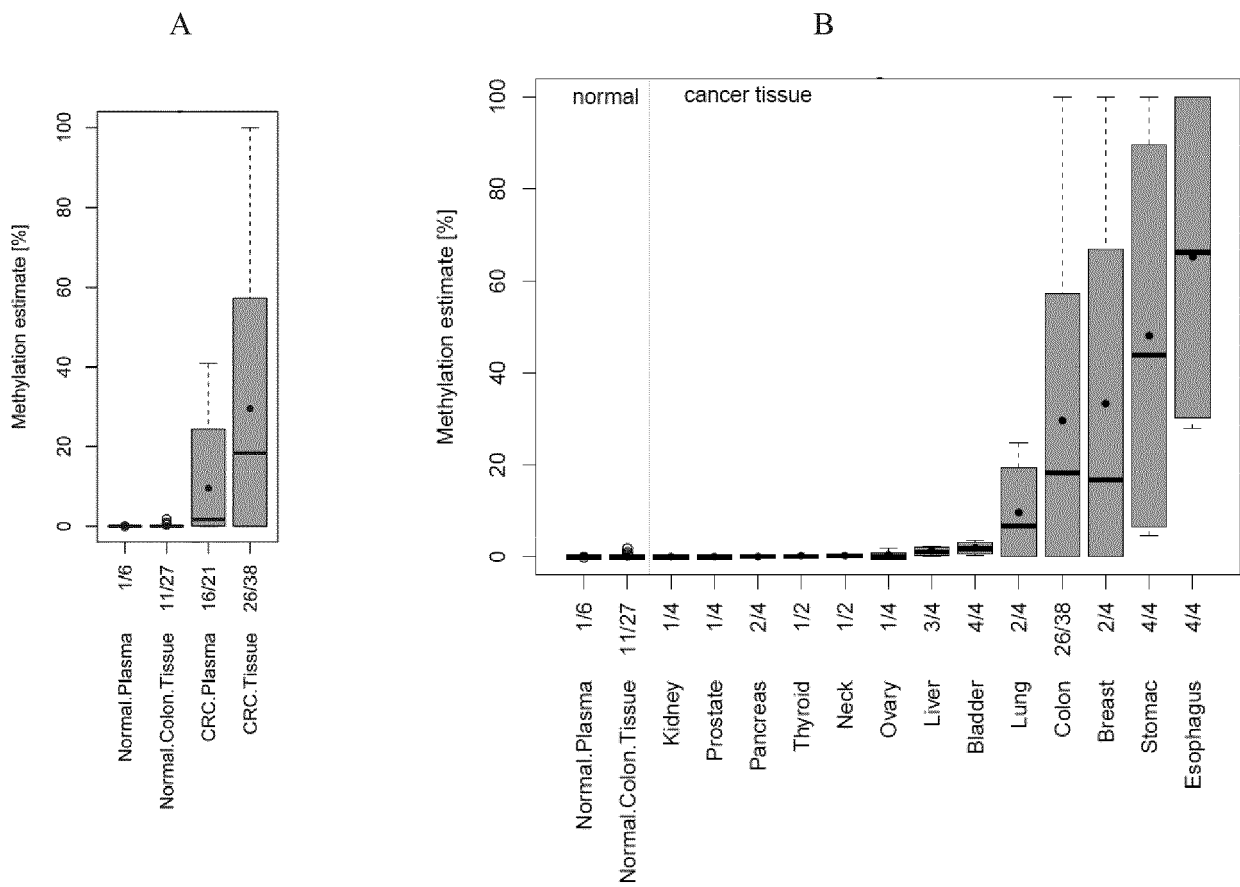 A
Methylation estimate [%]
100
80
60
40
20
0
1/6
11/27
16/21
26/38
Normal.Plasma
Normal.Colon.Tissue
CRC.Plasma
CRC.Tissue
B
normal
cancer tissue
Methylation estimate [%]
100
80
60
40
20
0
1/6
11/27
1/4
1/4
2/4
1/2
1/2
1/4
3/4
4/4
2/4
26/38
2/4
4/4
4/4
Normal.Plasma
Normal.Colon.Tissue
Kidney
Prostate
Pancreas
Thyroid
Neck
Ovary
Liver
Bladder
Lung
Colon
Breast
Stomac
Esophagus